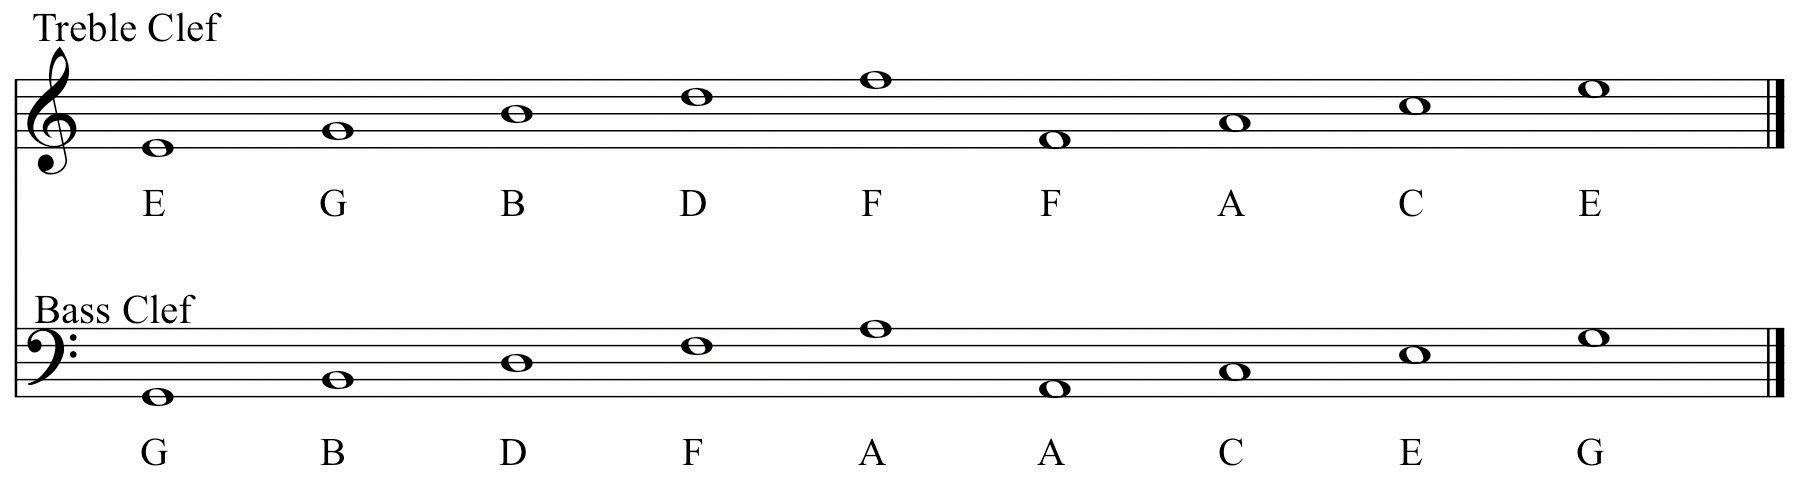 Treble Clef
E G B D F F A C E
Bass Clef
G B D F A A C E G